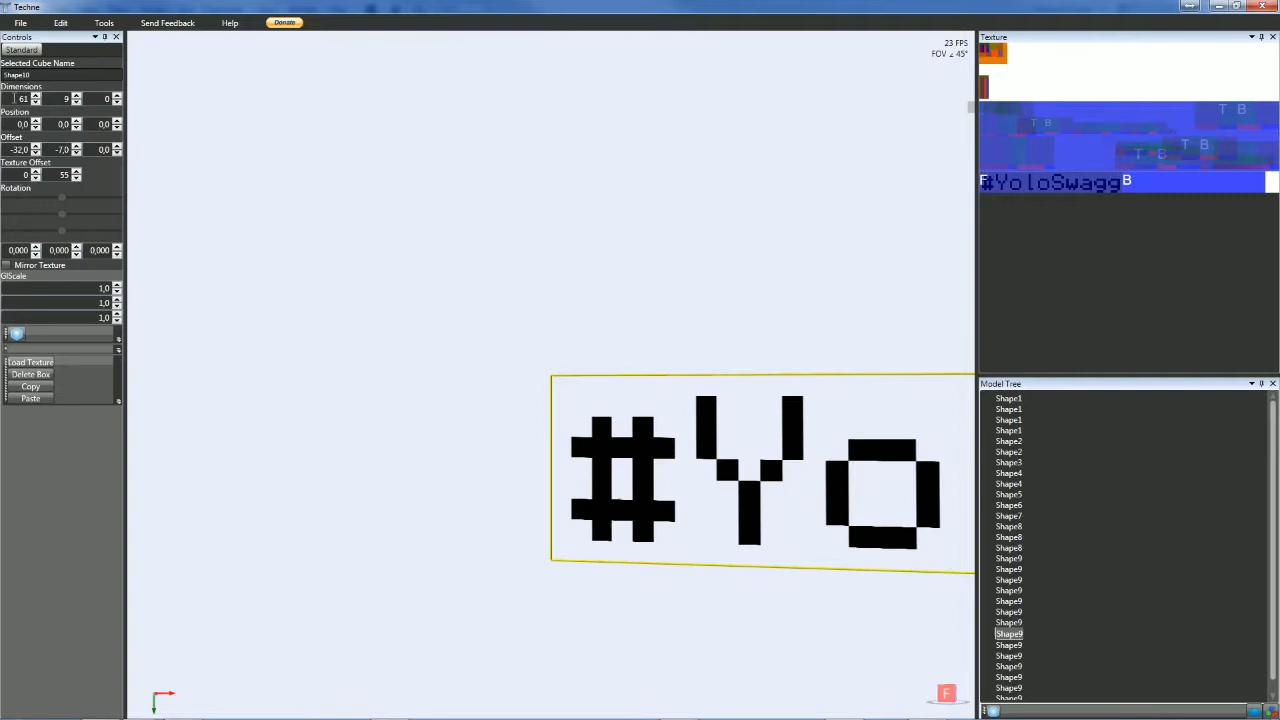 Techne
File Edit Tools Send Feedback Help Donate
Controls
Standard
Selected Cube Name
Shape10
Dimensions
61 9 0
Position
0,0 0,0 0,0
Offset
-32,0 -7,0 0,0
Texture Offset
0 55
Rotation
0,000 0,000 0,000
Mirror Texture
GlScale
1,0
1,0
1,0
Load Texture
Delete Box
Copy
Paste
23 FPS
FOV ∠ 45°
#Yo
F
Texture
T B
T B
T B
T B
F #YoloSwagg B
Model Tree
Shape1
Shape1
Shape1
Shape1
Shape2
Shape2
Shape3
Shape4
Shape4
Shape5
Shape6
Shape7
Shape8
Shape8
Shape8
Shape9
Shape9
Shape9
Shape9
Shape9
Shape9
Shape9
Shape9
Shape9
Shape9
Shape9
Shape9
Shape9
Shape9